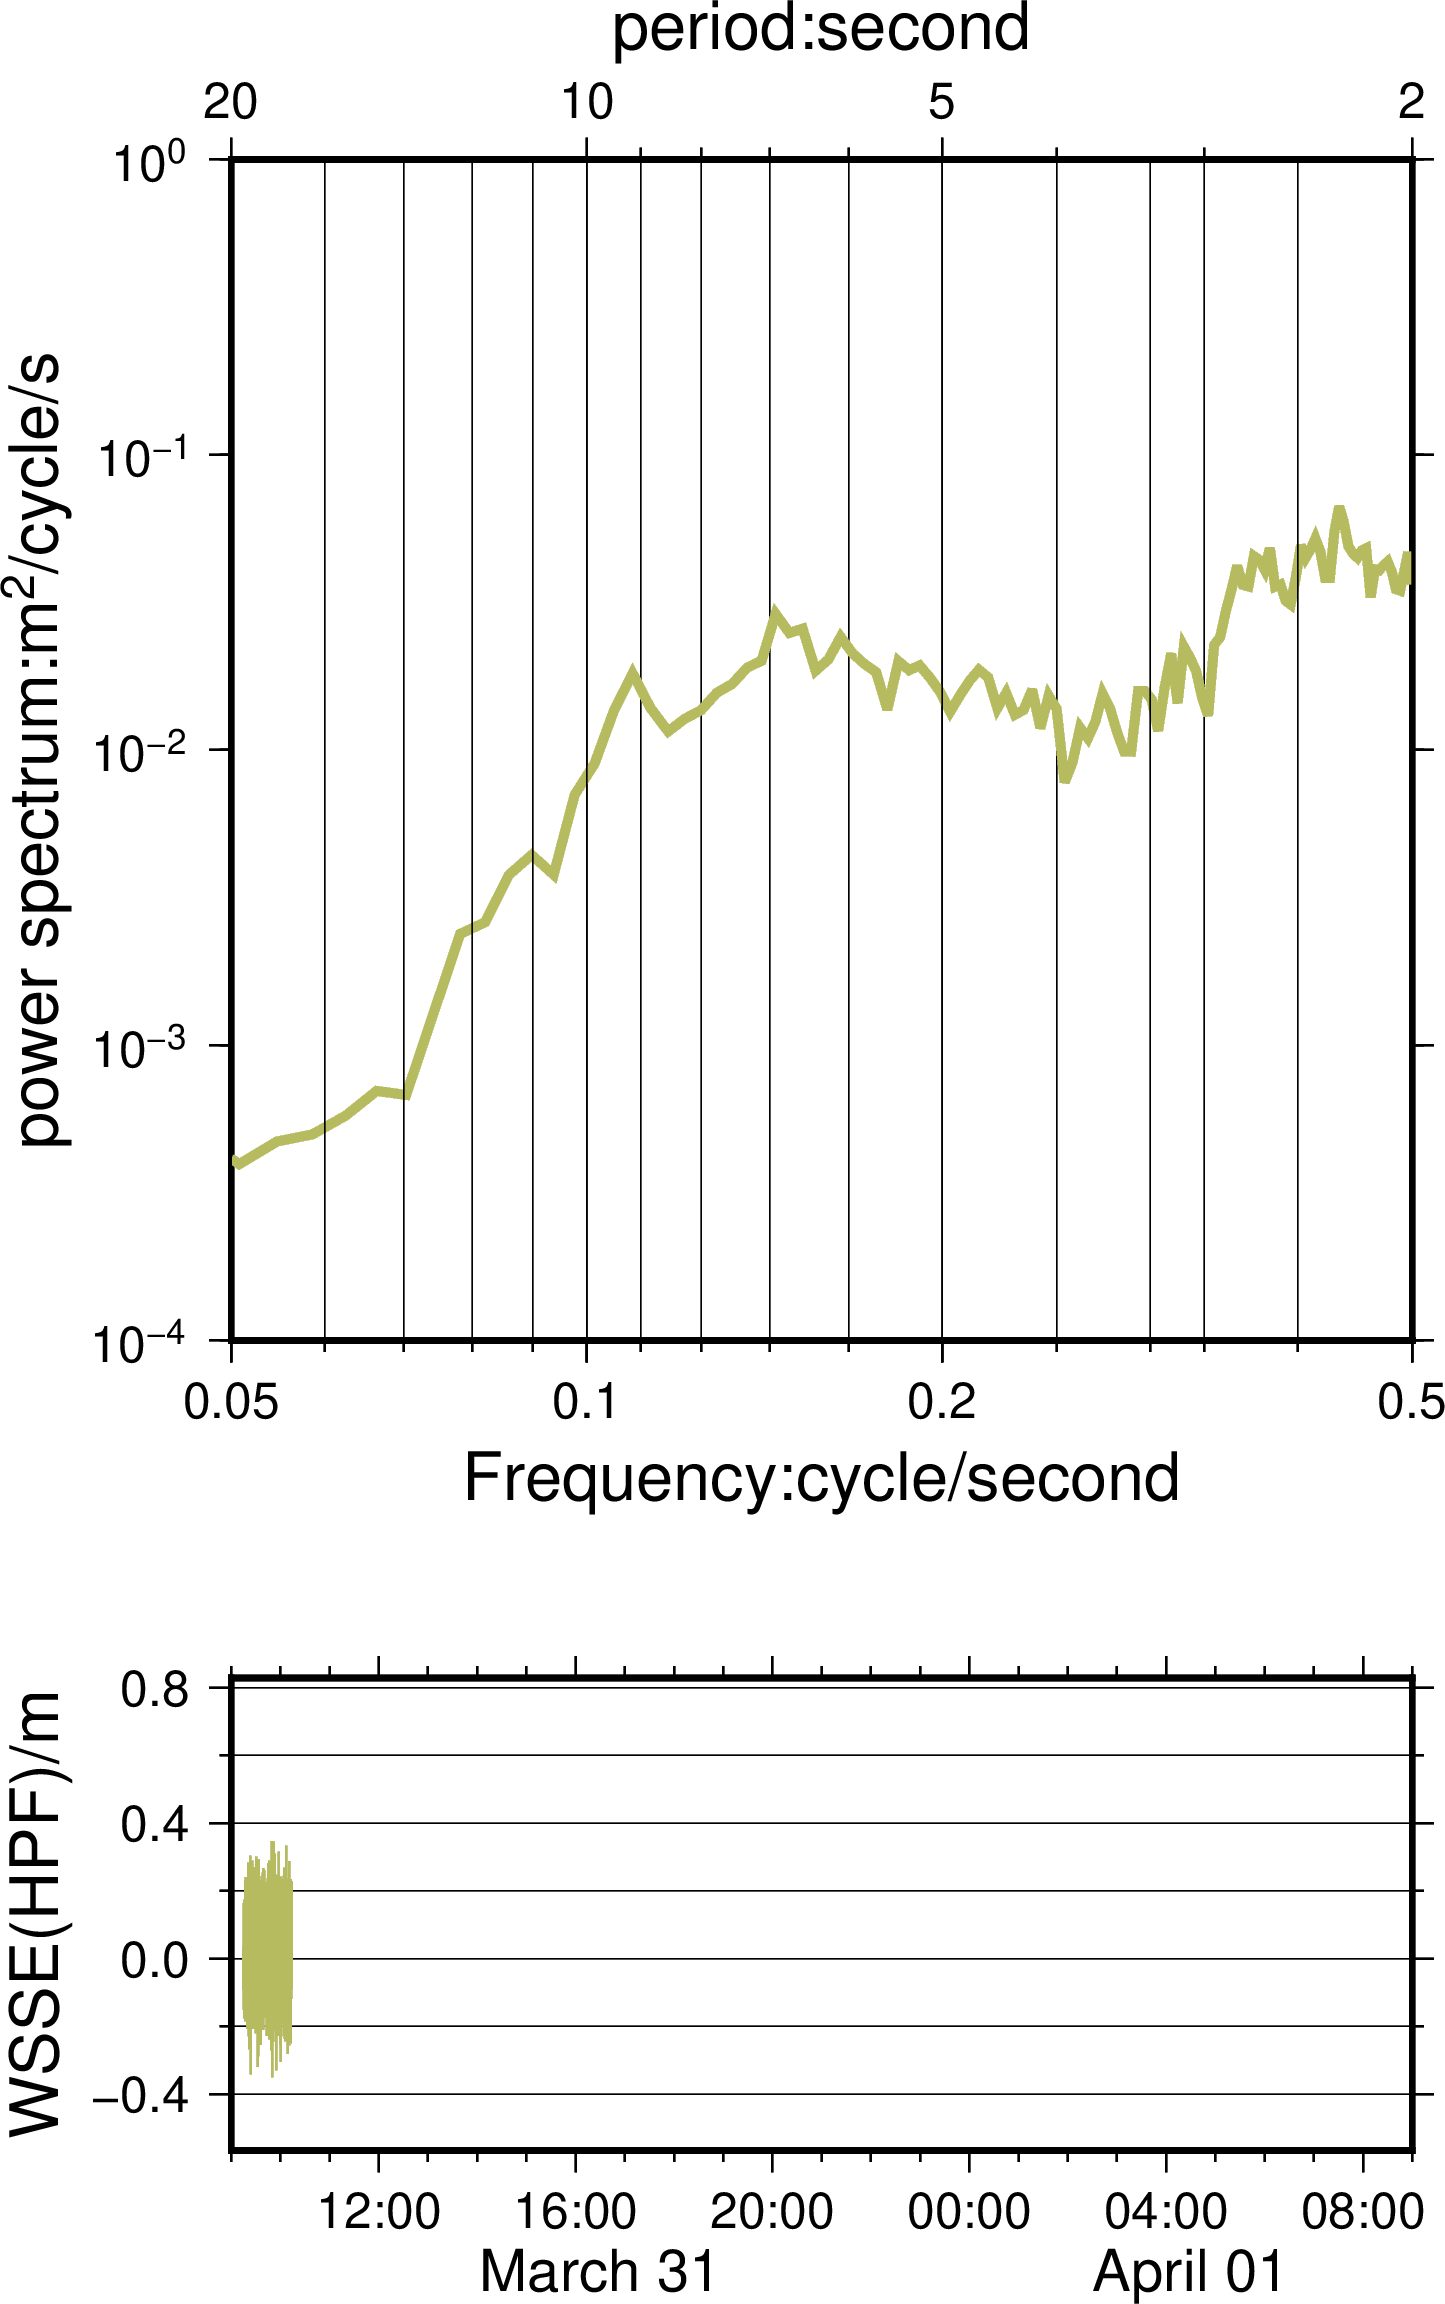 period:second
20 10 5 2
10⁰
10⁻¹
10⁻²
10⁻³
10⁻⁴
power spectrum:m²/cycle/s
0.05 0.1 0.2 0.5
Frequency:cycle/second
0.8
0.4
0.0
−0.4
WSSE(HPF)/m
12:00 16:00 20:00 00:00 04:00 08:00
March 31 April 01